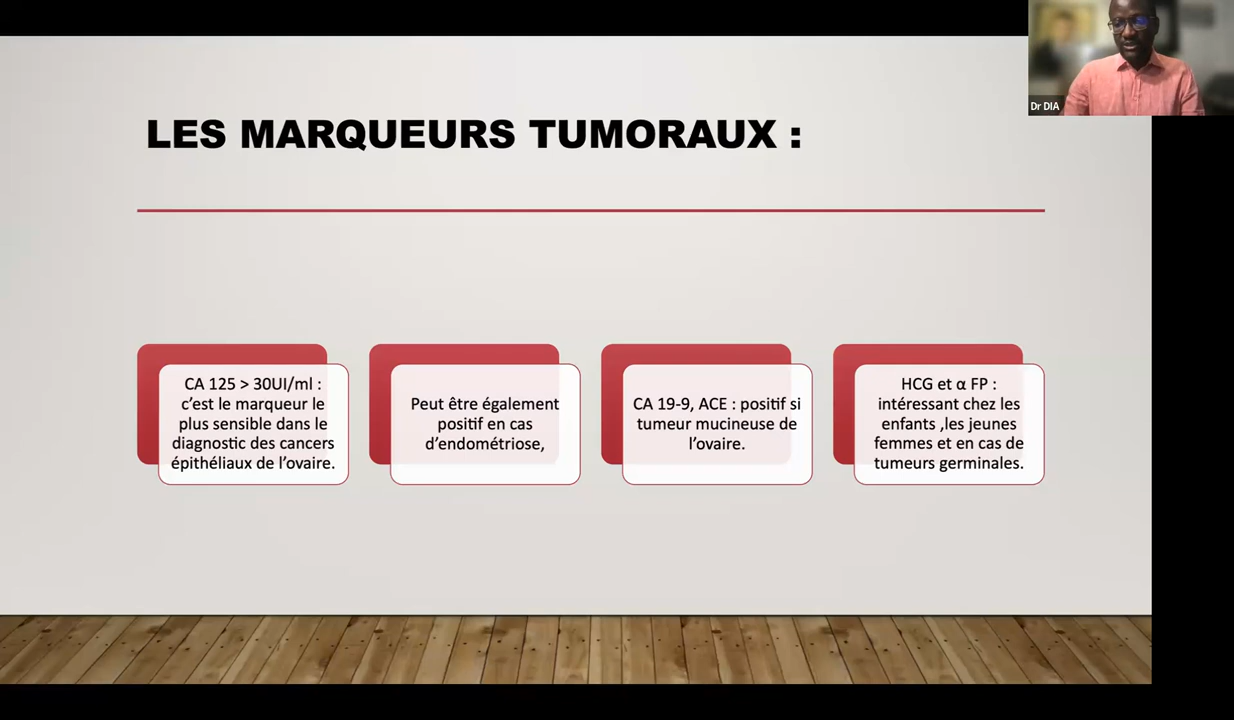 Dr DIA
LES MARQUEURS TUMORAUX :
CA 125 > 30UI/ml :
c’est le marqueur le
plus sensible dans le
diagnostic des cancers
épithéliaux de l’ovaire.
Peut être également
positif en cas
d’endométriose,
CA 19-9, ACE : positif si
tumeur mucineuse de
l’ovaire.
HCG et α FP :
intéressant chez les
enfants ,les jeunes
femmes et en cas de
tumeurs germinales.